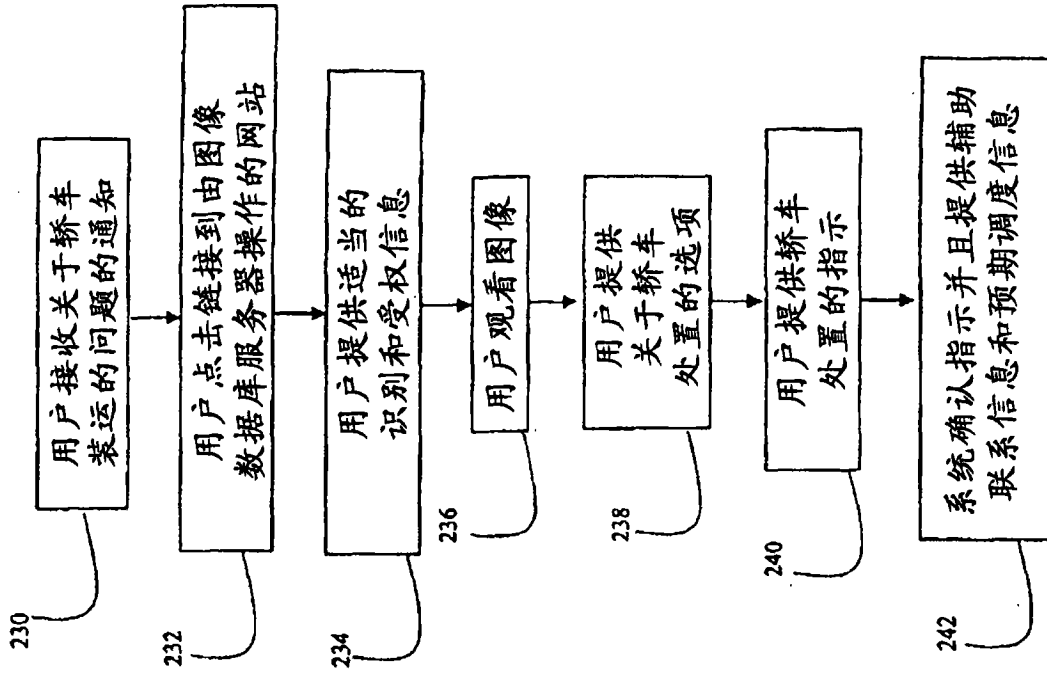 用户接收关于轿车
装运的问题的通知
230
用户点击链接到由图像
数据库服务器操作的网站
232
用户提供适当的
识别和受权信息
234
用户观看图像
236
用户提供
关于轿车
处置的选项
238
用户提供轿车
处置的指示
240
系统确认指示并且提供辅助
联系信息和预期调度信息
242